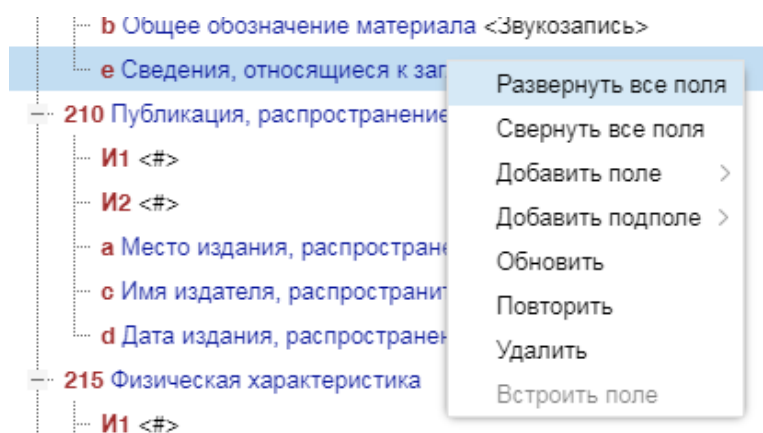 b Общее обозначение материала <Звукозапись>
e Сведения, относящиеся к заг
210 Публикация, распространение
И1 <#>
И2 <#>
a Место издания, распростране
c Имя издателя, распространит
d Дата издания, распространен
215 Физическая характеристика
И1 <#>
Развернуть все поля
Свернуть все поля
Добавить поле >
Добавить подполе >
Обновить
Повторить
Удалить
Встроить поле